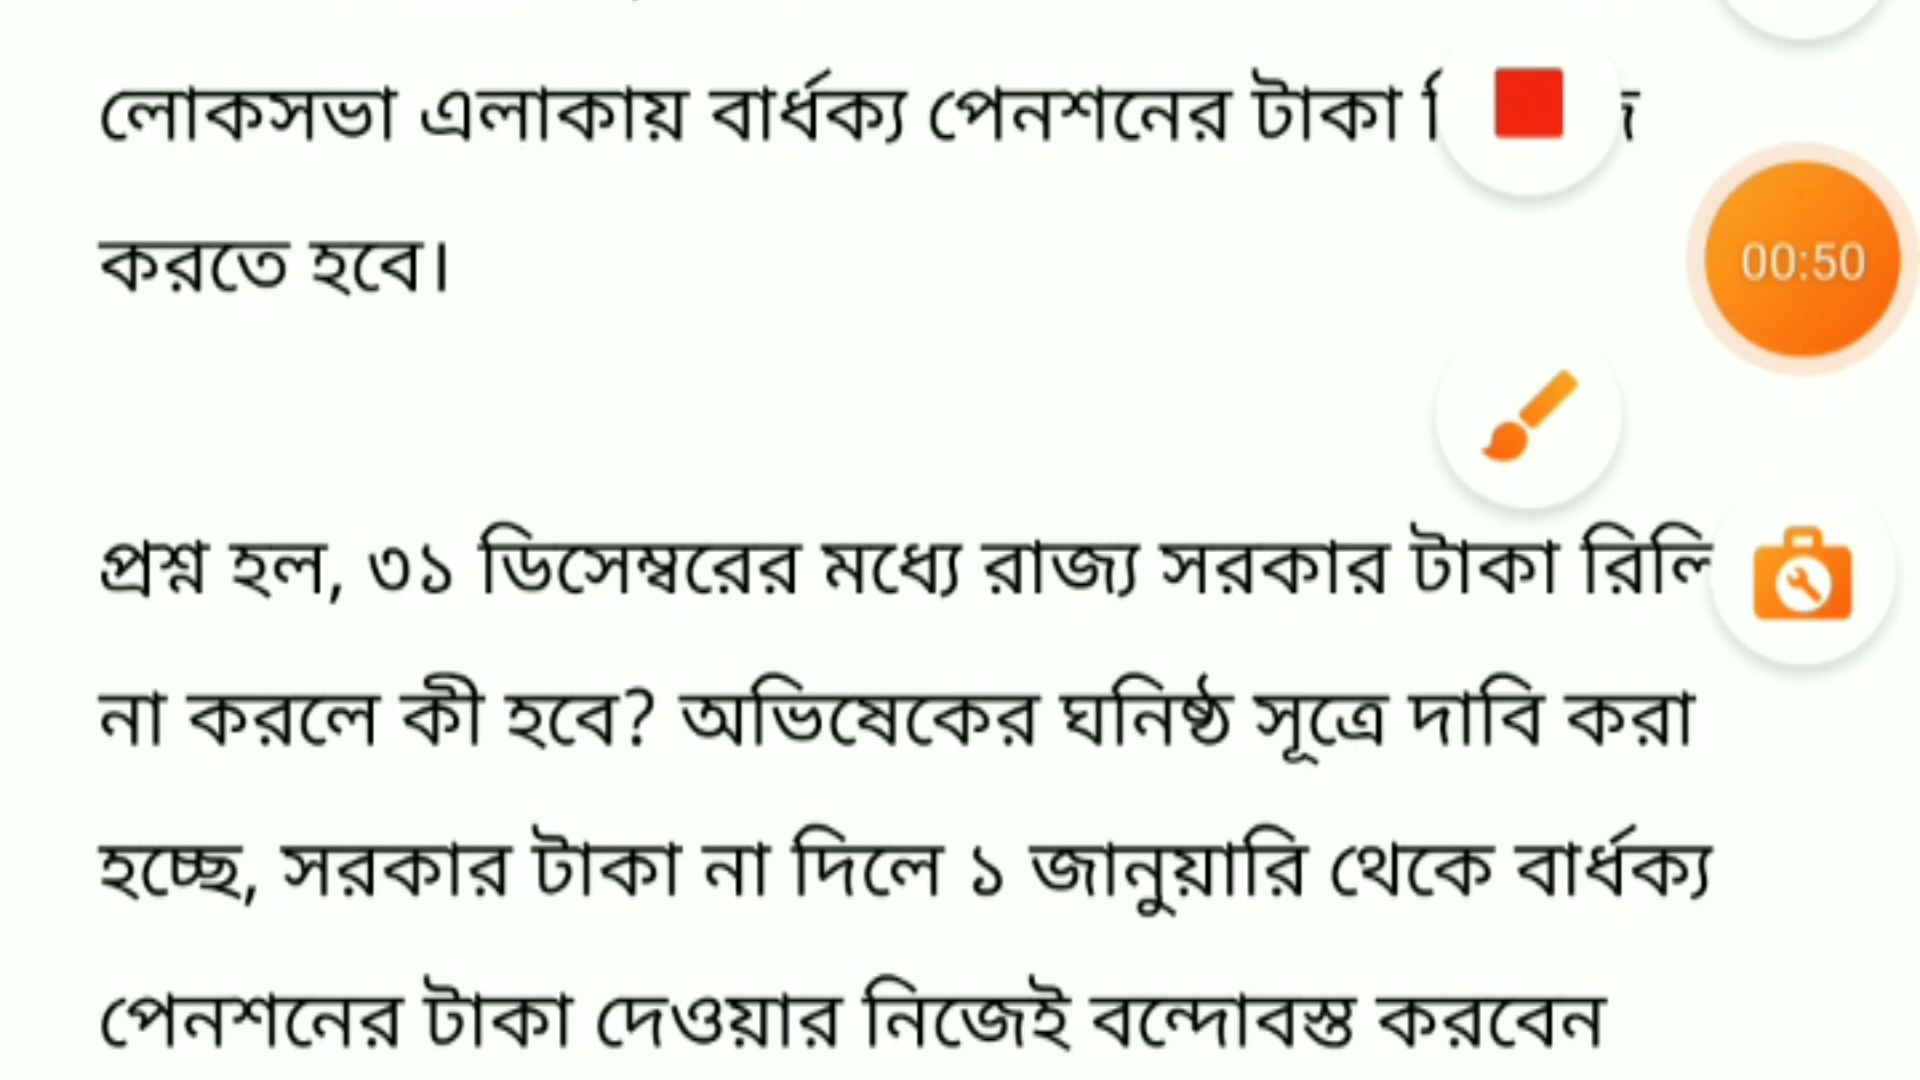 লোকসভা এলাকায় বার্ধক্য পেনশনের টাকা
করতে হবে।
00:50
প্রশ্ন হল, ৩১ ডিসেম্বরের মধ্যে রাজ্য সরকার টাকা
না করলে কী হবে? অভিষেকের ঘনিষ্ঠ সূত্রে দাবি করা
হচ্ছে, সরকার টাকা না দিলে ১ জানুয়ারি থেকে বার্ধক্য
পেনশনের টাকা দেওয়ার নিজেই বন্দোবস্ত করবেন